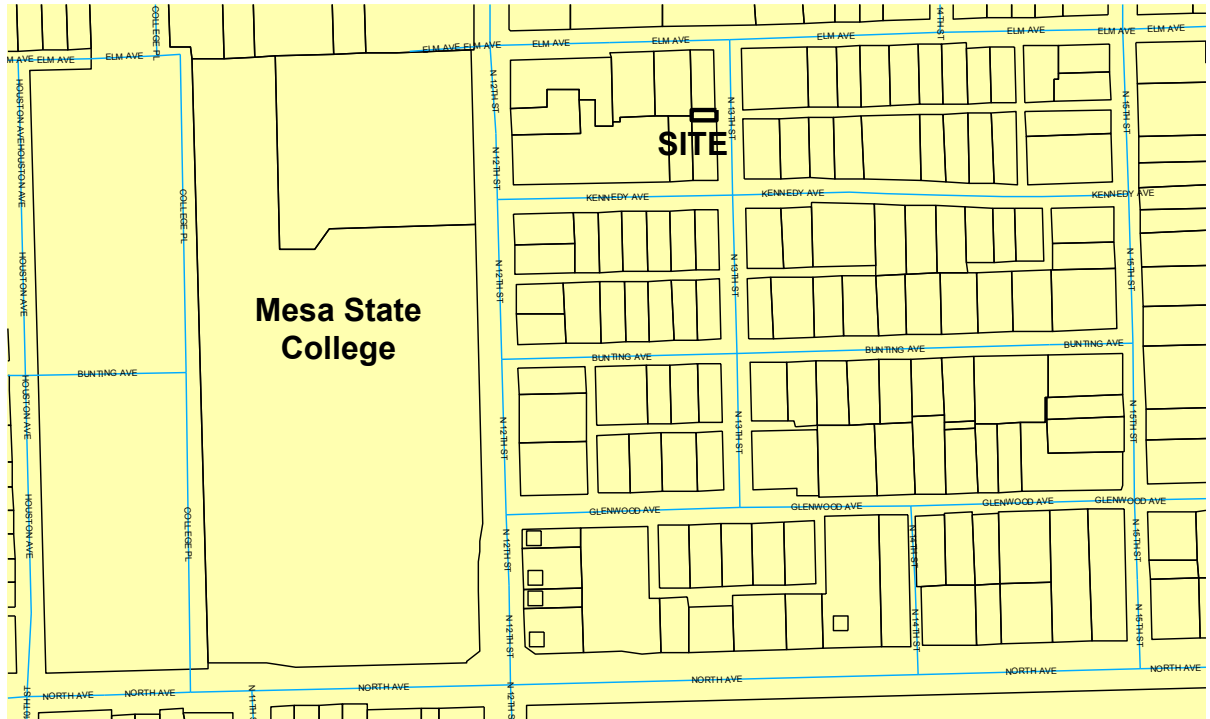 COLLEGE PL
N 14TH ST
M AVE ELM AVE
ELM AVE
ELM AVE ELM AVE
ELM AVE
ELM AVE
ELM AVE
ELM AVE
ELM AVE
HOUSTON AVEHOUSTON AVE
N 12TH ST
N 13TH ST
N 15TH ST
SITE
N 12TH ST
COLLEGE PL
KENNEDY AVE
KENNEDY AVE
KENNEDY AVE
HOUSTON AVE
N 12TH ST
N 13TH ST
N 15TH ST
Mesa State
College
BUNTING AVE
BUNTING AVE
BUNTING AVE
BUNTING AVE
HOUSTON AVE
N 12TH ST
N 13TH ST
N 15TH ST
HOUSTON AVE
COLLEGE PL
GLENWOOD AVE
GLENWOOD AVE
GLENWOOD AVE
GLENWOOD AVE
N 12TH ST
N 14TH ST
N 15TH ST
N 12TH ST
N 14TH ST
N 15TH ST
NORTH AVE
NORTH AVE
NORTH AVE
NORTH AVE
NORTH AVE
NORTH AVE
N 11TH S
N 12TH S